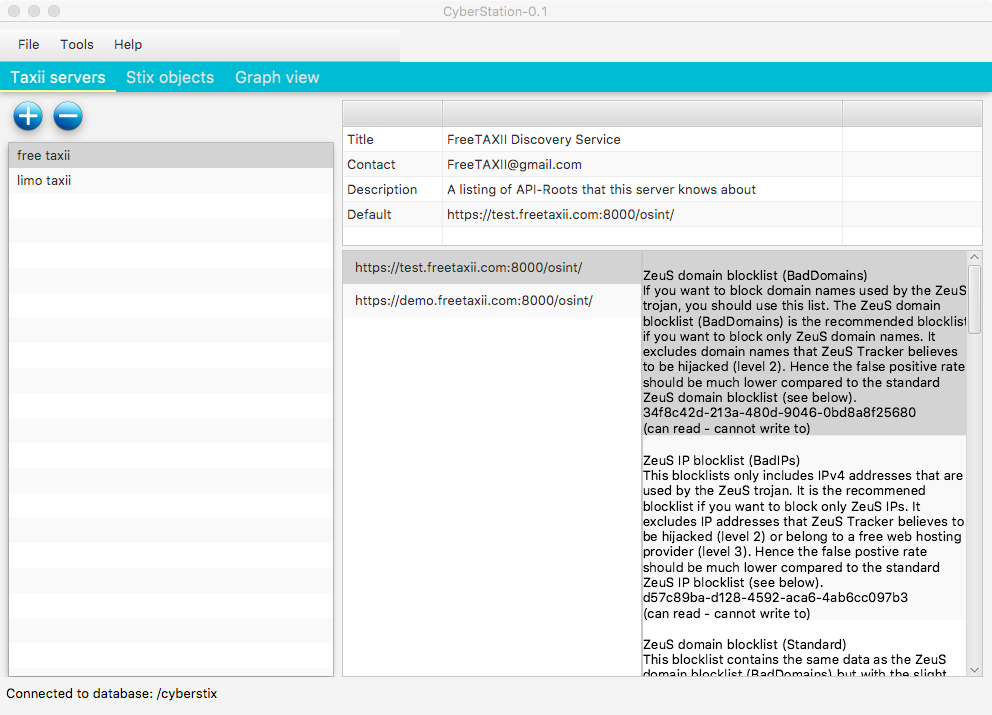 CyberStation-0.1
File Tools Help
Taxii servers Stix objects Graph view
free taxii
limo taxii
Title FreeTAXII Discovery Service
Contact FreeTAXII@gmail.com
Description A listing of API-Roots that this server knows about
Default https://test.freetaxii.com:8000/osint/
https://test.freetaxii.com:8000/osint/
https://demo.freetaxii.com:8000/osint/
ZeuS domain blocklist (BadDomains)
If you want to block domain names used by the ZeuS
trojan, you should use this list. The ZeuS domain
blocklist (BadDomains) is the recommended blocklist
if you want to block only ZeuS domain names. It
excludes domain names that ZeuS Tracker believes
to be hijacked (level 2). Hence the false positive rate
should be much lower compared to the standard
ZeuS domain blocklist (see below).
34f8c42d-213a-480d-9046-0bd8a8f25680
(can read - cannot write to)
ZeuS IP blocklist (BadIPs)
This blocklists only includes IPv4 addresses that are
used by the ZeuS trojan. It is the recommened
blocklist if you want to block only ZeuS IPs. It
excludes IP addresses that ZeuS Tracker believes to
be hijacked (level 2) or belong to a free web hosting
provider (level 3). Hence the false postive rate
should be much lower compared to the standard
ZeuS IP blocklist (see below).
d57c89ba-d128-4592-aca6-4ab6cc097b3
(can read - cannot write to)
ZeuS domain blocklist (Standard)
This blocklist contains the same data as the ZeuS
domain blocklist (BadDomains) but with the slight
Connected to database: /cyberstix